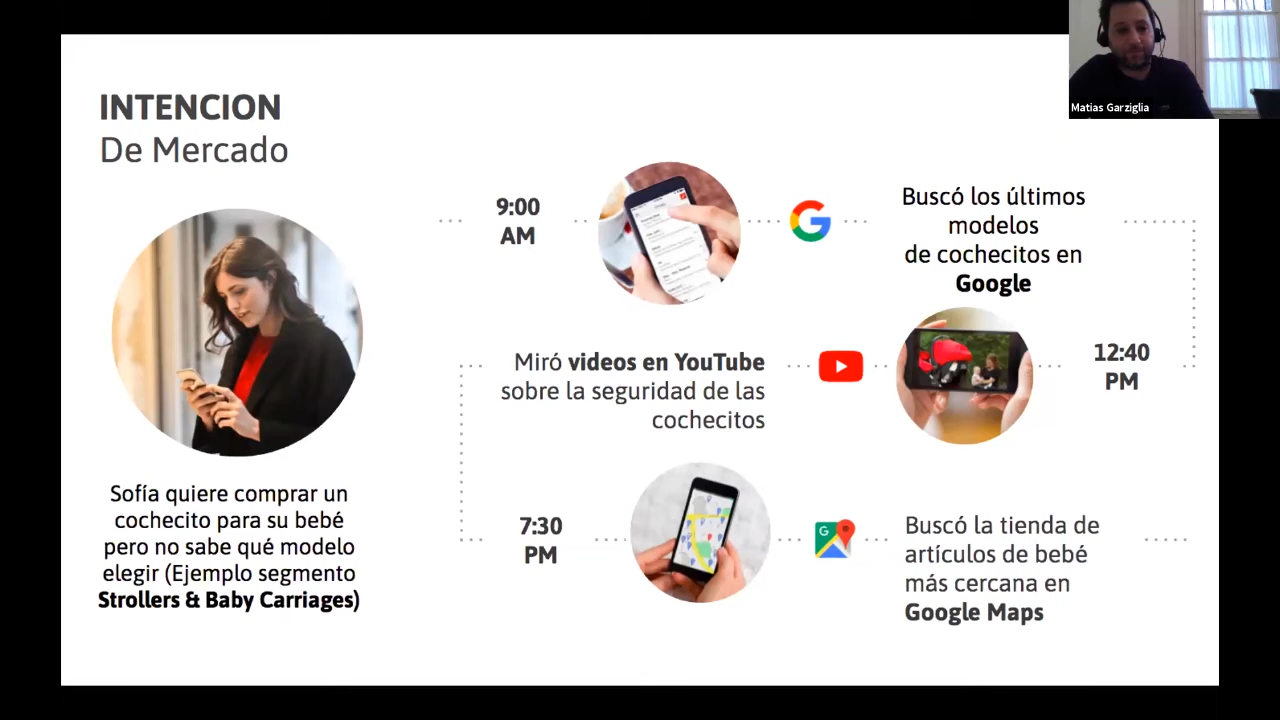 Matias Garziglia
INTENCION
De Mercado
9:00
AM
Buscó los últimos
modelos
de cochecitos en
Google
12:40
PM
Miró videos en YouTube
sobre la seguridad de las
cochecitos
7:30
PM
Buscó la tienda de
artículos de bebé
más cercana en
Google Maps
Sofía quiere comprar un
cochecito para su bebé
pero no sabe qué modelo
elegir (Ejemplo segmento
Strollers & Baby Carriages)